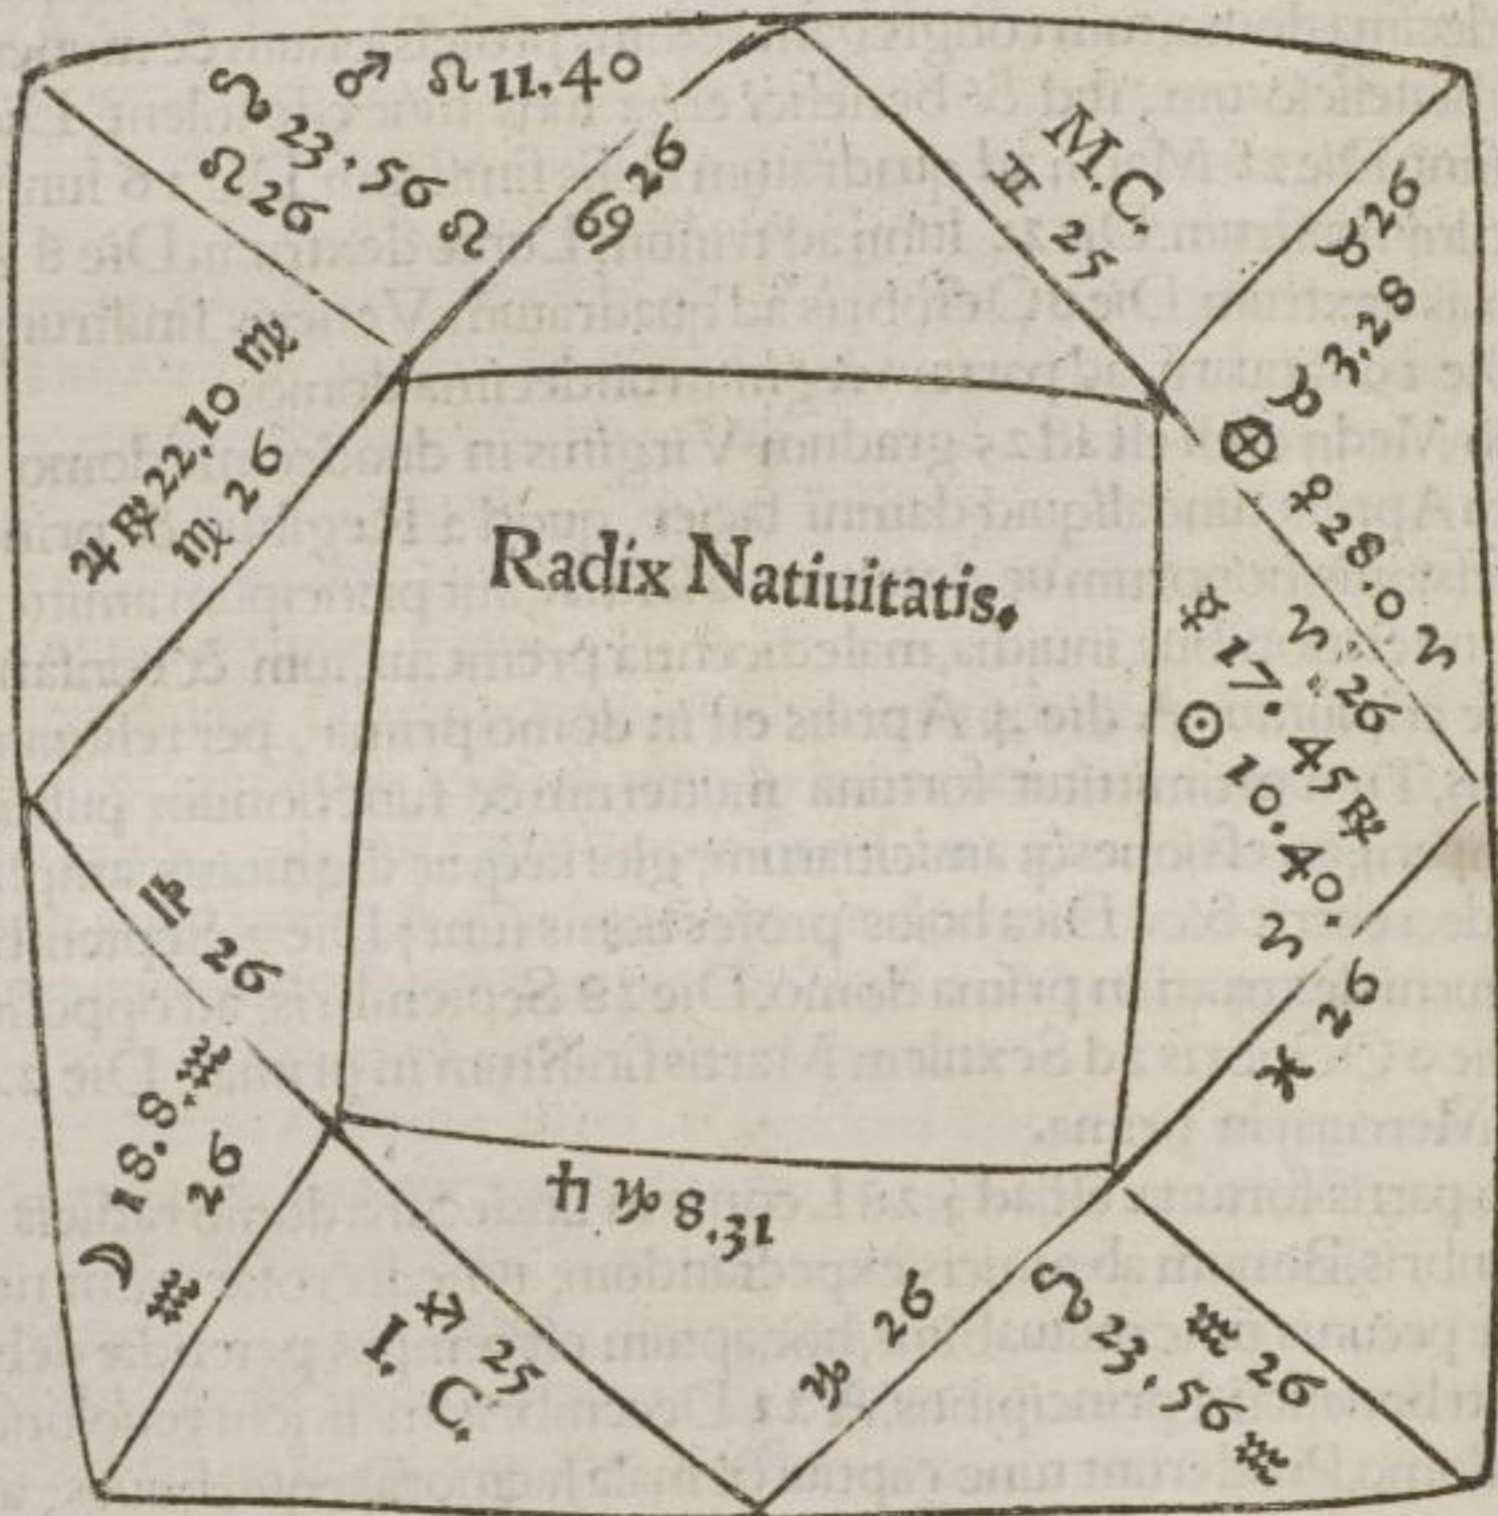 ♂ ♌ 11.40
☊ 23.56 ♌
♌ 26
♋ 26
M.C.
♊ 25
♉ 26
♉ 3.28
⊕ ♀ 28.0 ♈
♈ 26
☿ 17.45 ℞
☉ 10.40.
♈
♓ 26
♃ ℞ 22,10 ♍
♍ 26
Radix Natiuitatis.
26
☽ 18.8.♒
26
13.8 ♑ ♄
♐ 25
I. C.
♑ 26
♒ 26
23.56 ♒